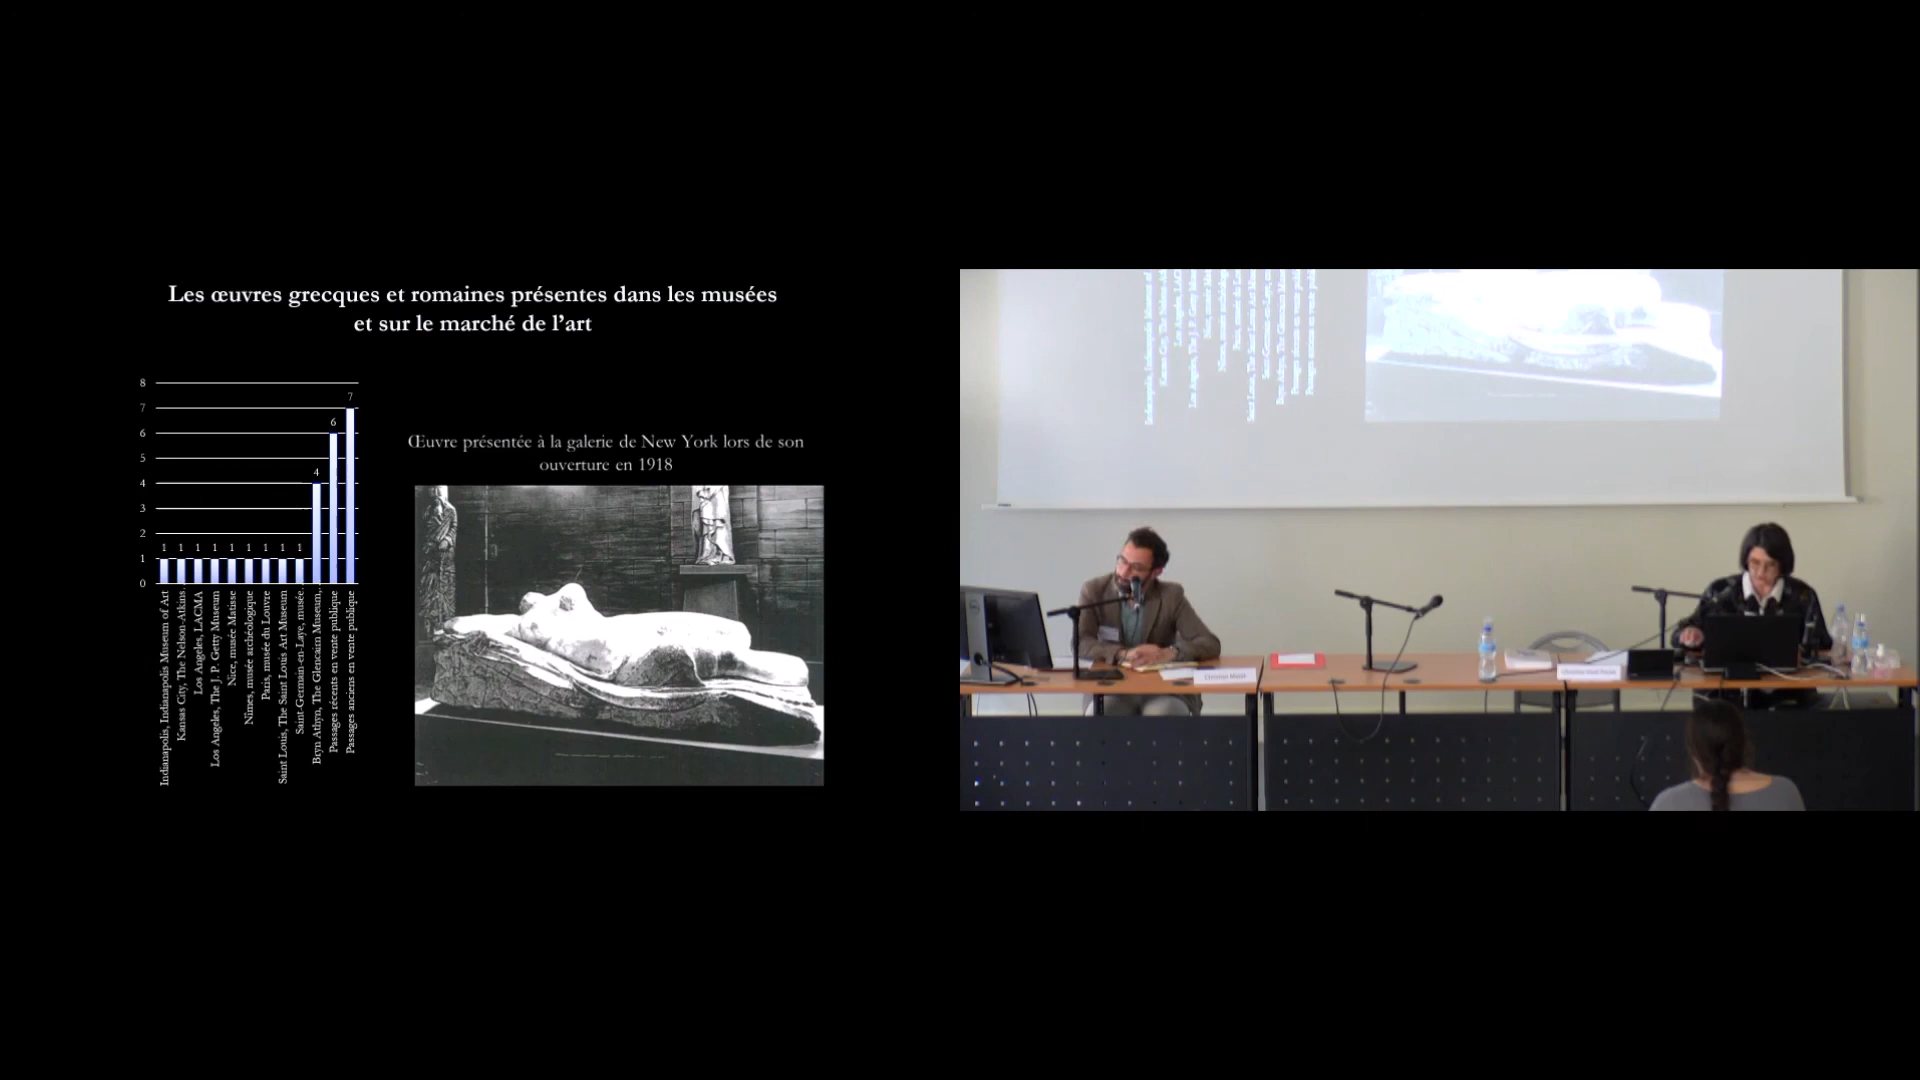 Les œuvres grecques et romaines présentes dans les musées
et sur le marché de l’art
8
7
6
5
4
3
2
1
0
1
1
1
1
1
1
1
1
1
4
6
7
Indianapolis, Indianapolis Museum of Art
Kansas City, The Nelson-Atkins…
Los Angeles, LACMA
Los Angeles, The J. P. Getty Museum
Nice, musée Matisse
Nîmes, musée archéologique
Paris, musée du Louvre
Saint Louis, The Saint Louis Art Museum
Saint-Germain-en-Laye, musée…
Bryn Athyn, The Glencairn Museum,…
Passages récents en vente publique
Passages anciens en vente publique
Œuvre présentée à la galerie de New York lors de son
ouverture en 1918